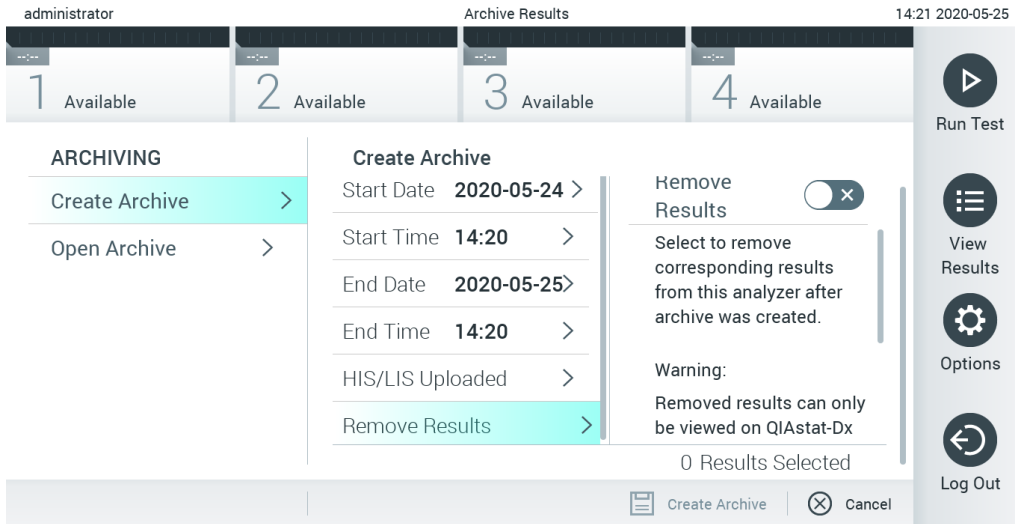 administrator
Archive Results
14:21 2020-05-25
--:--
1 Available
--:--
2 Available
--:--
3 Available
--:--
4 Available
Run Test
View
Results
Options
Log Out
ARCHIVING
Create Archive
Open Archive
Create Archive
Start Date 2020-05-24
Start Time 14:20
End Date 2020-05-25
End Time 14:20
HIS/LIS Uploaded
Remove Results
Remove
Results
Select to remove
corresponding results
from this analyzer after
archive was created.
Warning:
Removed results can only
be viewed on QIAstat-Dx
0 Results Selected
Create Archive
Cancel